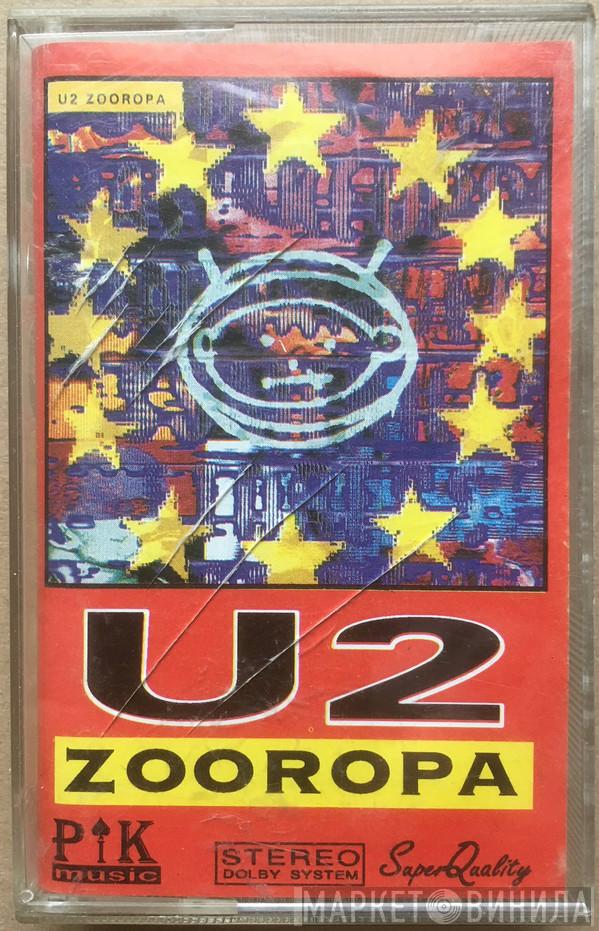 U2 ZOOROPA
U2
ZOOROPA
PIK
music
STEREO
DOLBY SYSTEM
SuperQuality
МАРКЕТ ВИНИЛА